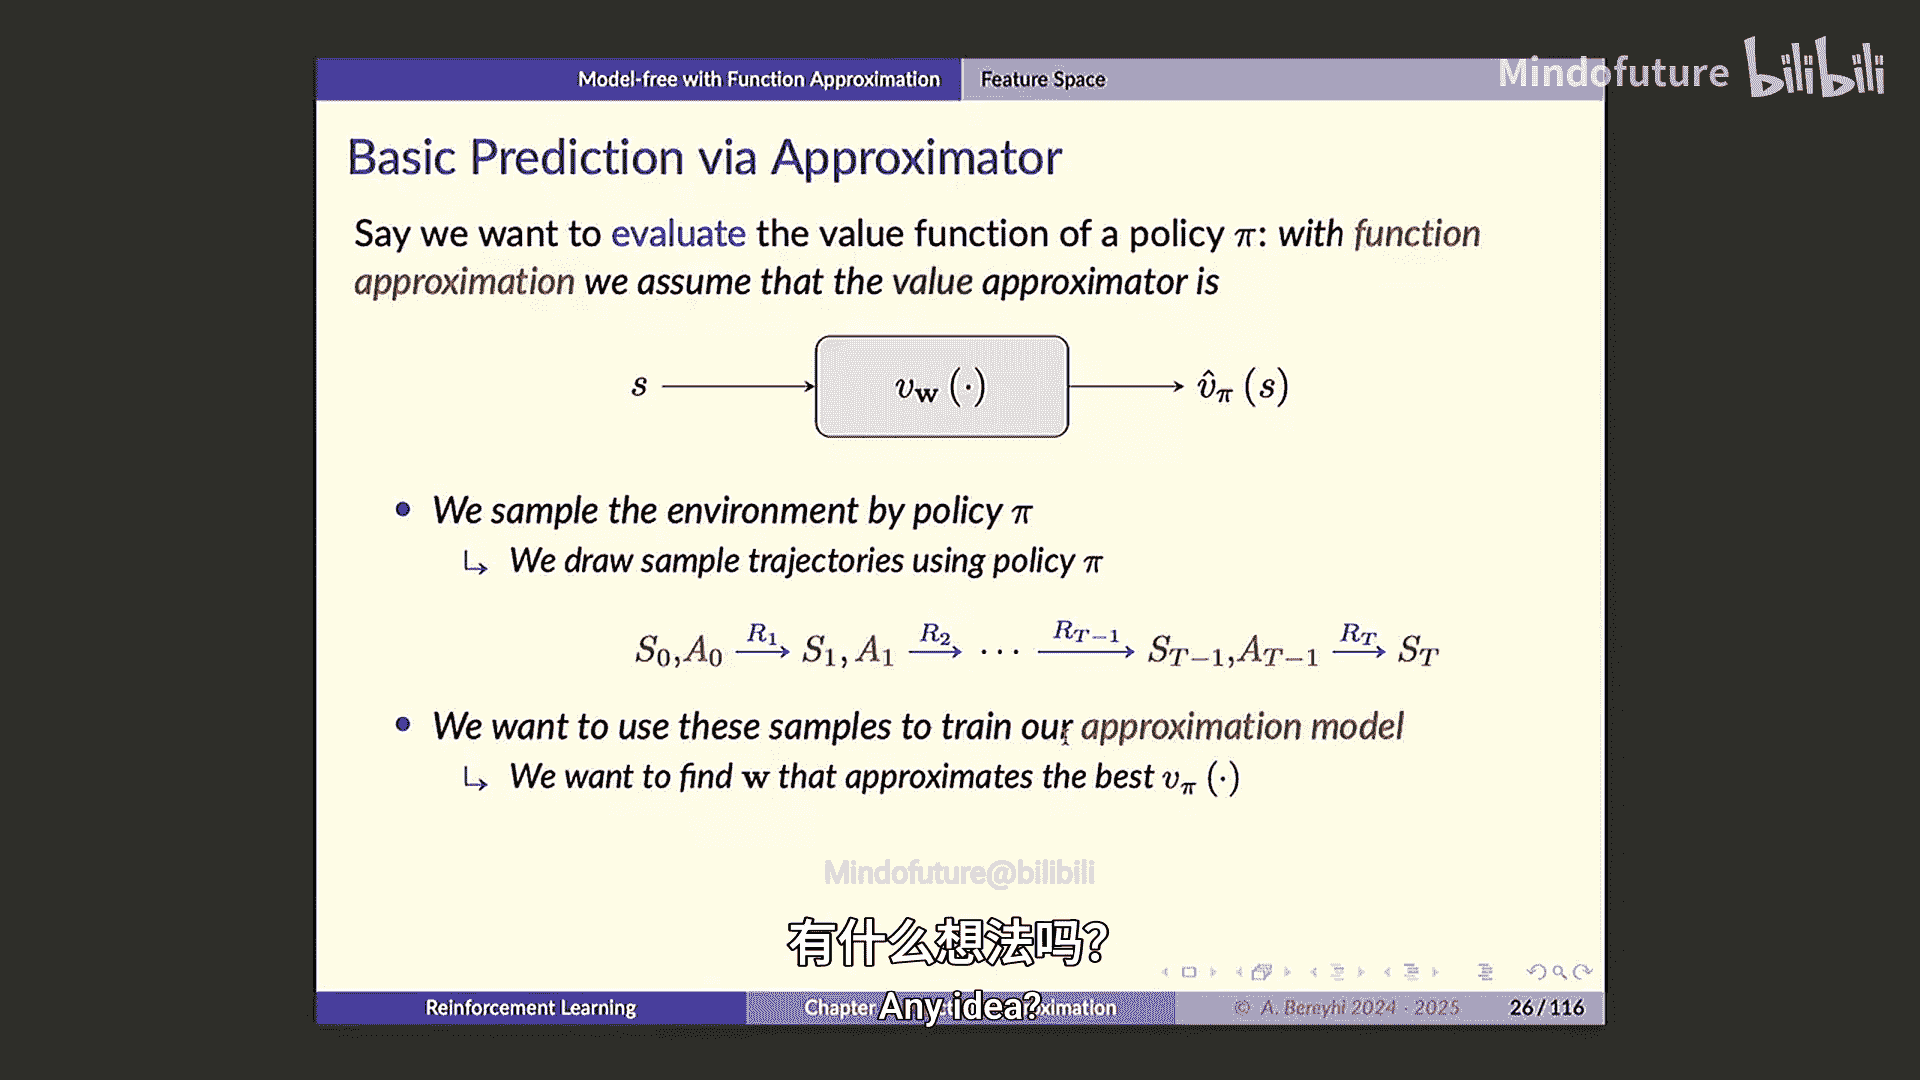 Model-free with Function Approximation Feature Space
Mindofuture bilibili
Basic Prediction via Approximator
Say we want to evaluate the value function of a policy π: with function
approximation we assume that the value approximator is
s v_w (·) v̂_π (s)
• We sample the environment by policy π
↳ We draw sample trajectories using policy π
S_0, A_0 —R_1→ S_1, A_1 —R_2→ ··· —R_{T−1}→ S_{T−1}, A_{T−1} —R_T→ S_T
• We want to use these samples to train our approximation model
↳ We want to find w that approximates the best v_π (·)
Mindofuture@bilibili
有什么想法吗?
Any idea?
Reinforcement Learning Chapter © A. Bereyhi 2024 - 2025 26 / 116